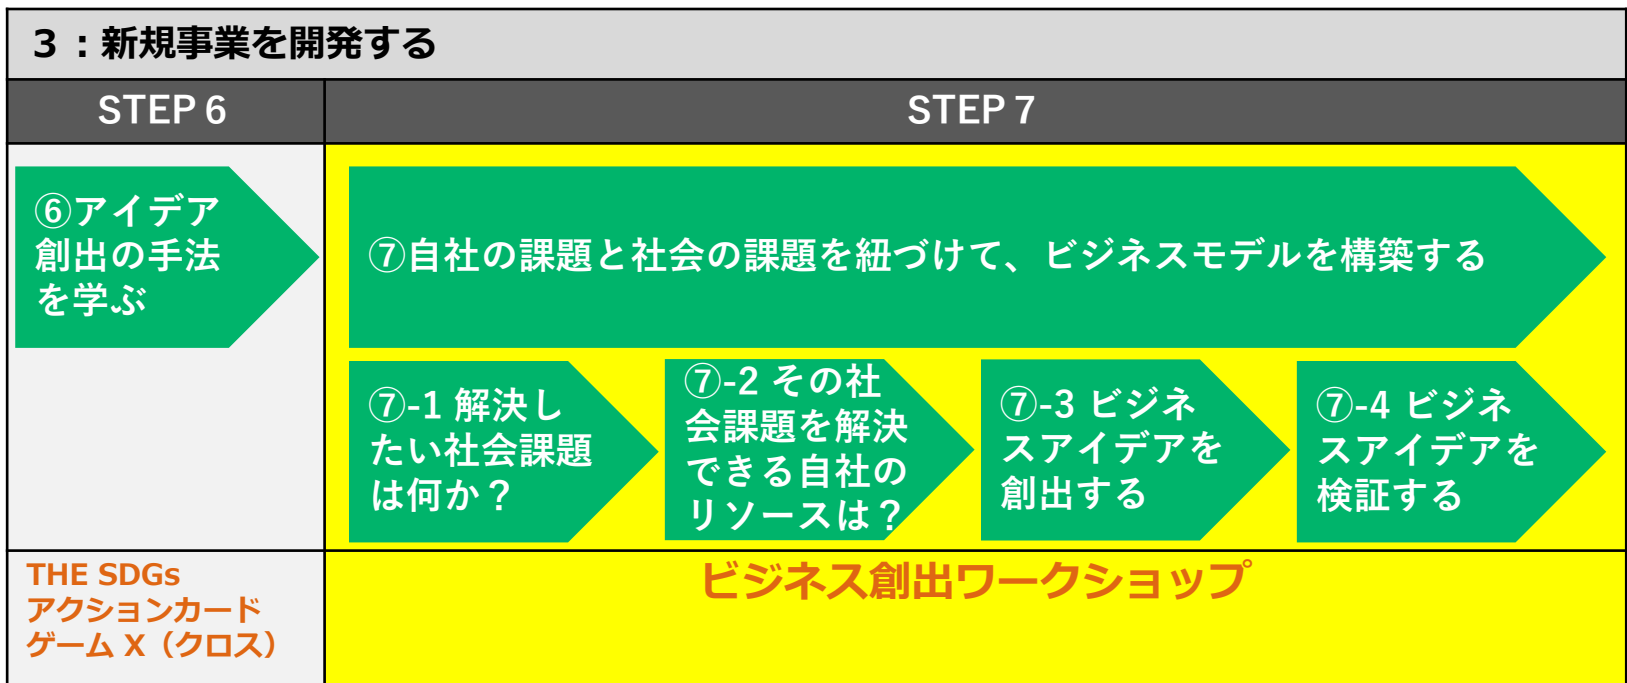 3：新規事業を開発する
STEP 6
STEP 7
⑥アイデア
創出の手法
を学ぶ
⑦自社の課題と社会の課題を紐づけて、ビジネスモデルを構築する
⑦-1 解決し
たい社会課題
は何か？
⑦-2 その社
会課題を解決
できる自社の
リソースは？
⑦-3 ビジネ
スアイデアを
創出する
⑦-4 ビジネ
スアイデアを
検証する
THE SDGs
アクションカード
ゲーム X（クロス）
ビジネス創出ワークショップ